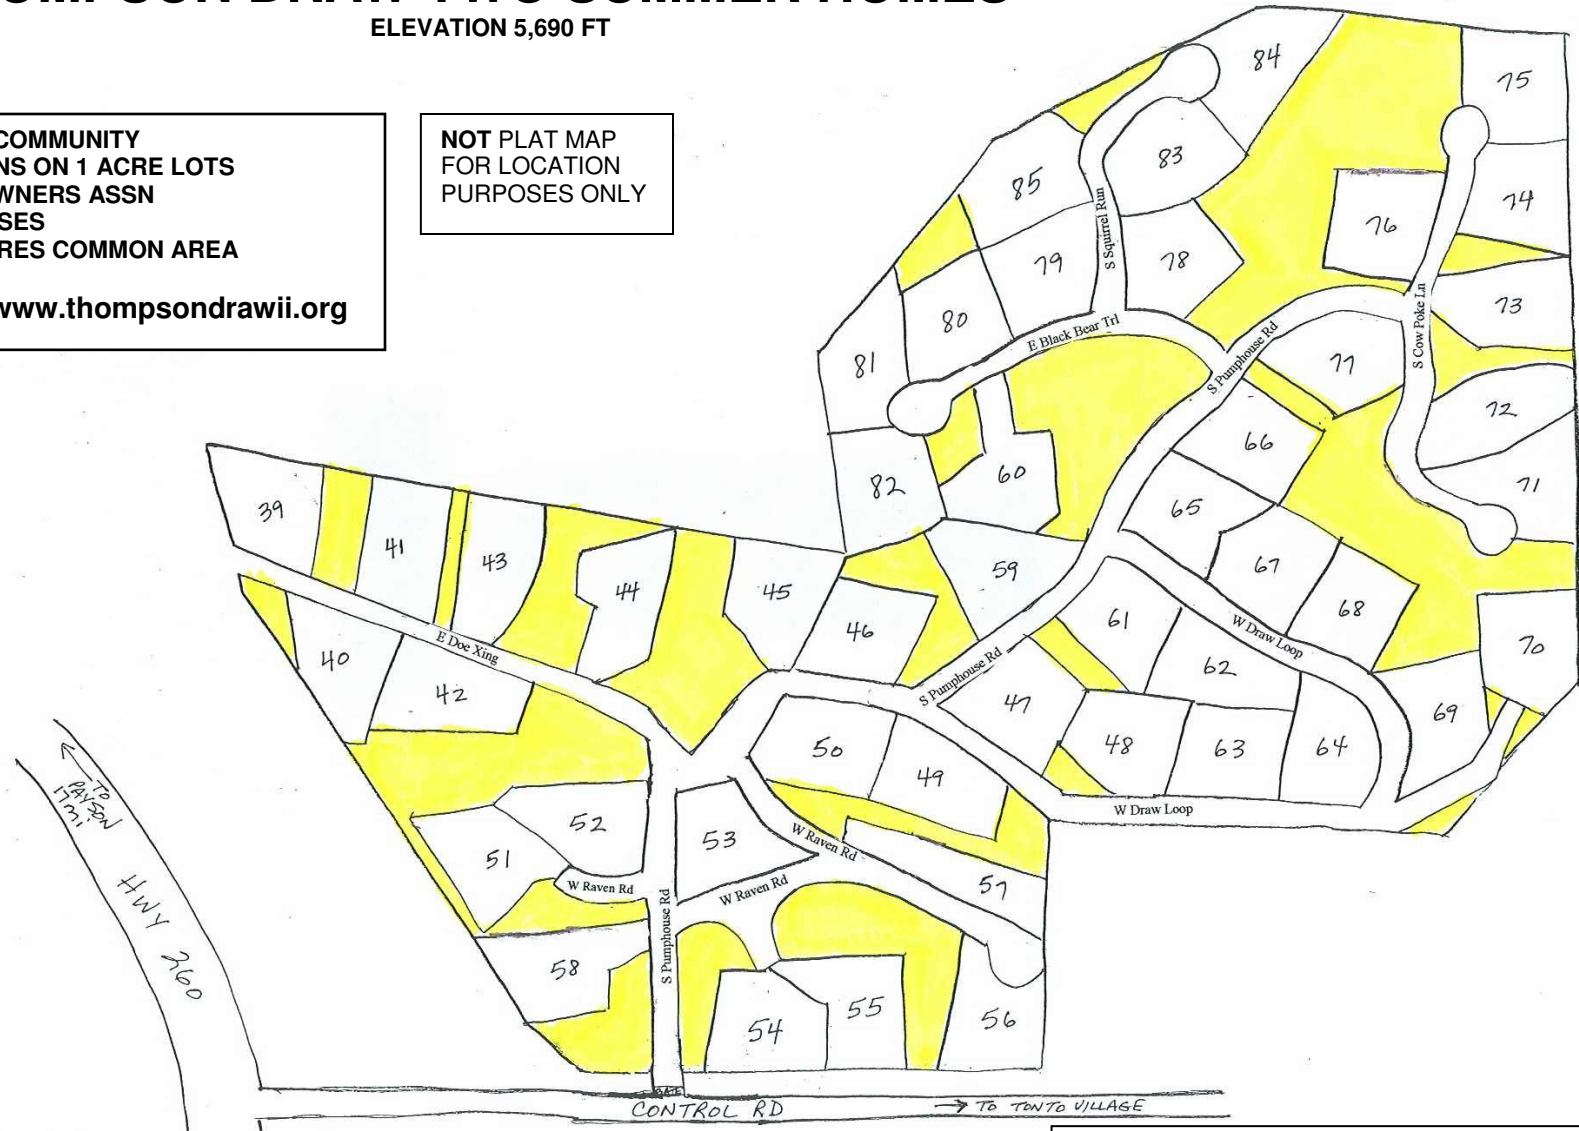 ELEVATION 5,690 FT
COMMUNITY
ON 1 ACRE LOTS
ASSN
COMMON AREA
www.thompsondrawii.org
NOT PLAT MAP
FOR LOCATION
PURPOSES ONLY
84
75
83
85
74
76
S Squirrel Run
79
78
73
80
E Black Bear Trl
S Cow Poke Ln
S Pumphouse Rd
77
81
72
66
60
82
71
65
39
41
43
44
45
59
67
68
46
61
W Draw Loop
E Doe Xing
40
42
62
70
S Pumphouse Rd
47
69
50
48
63
64
49
TO
PAYSON
17 mi
W Draw Loop
52
53
51
W Raven Rd
W Raven Rd
W Raven Rd
57
HWY 260
S Pumphouse Rd
58
54
55
56
GATE
CONTROL RD
→ TO TONTO VILLAGE